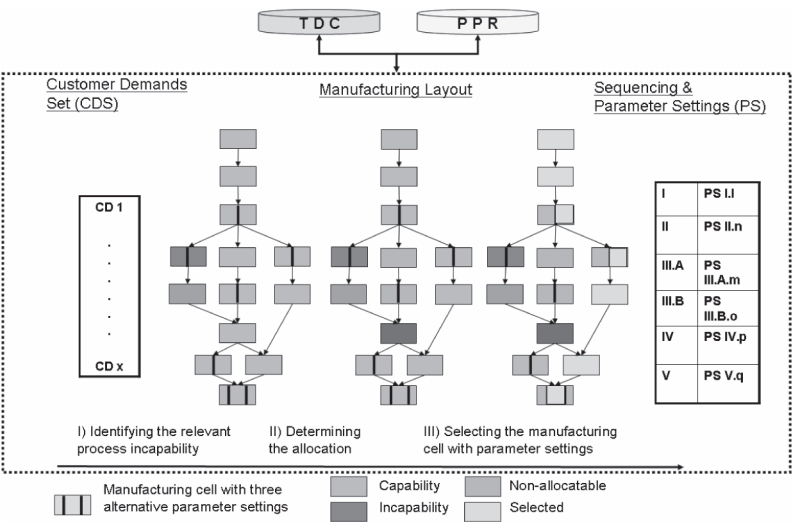 TDC
PPR
Customer Demands
Set (CDS)
Manufacturing Layout
Sequencing &
Parameter Settings (PS)
CD 1
.
.
.
.
.
.
CD x
I PS I.I
II PS II.n
III.A PS
III.A.m
III.B PS
III.B.o
IV PS IV.p
V PS V.q
I) Identifying the relevant
process incapability
II) Determining
the allocation
III) Selecting the manufacturing
cell with parameter settings
Manufacturing cell with three
alternative parameter settings
Capability
Incapability
Non-allocatable
Selected